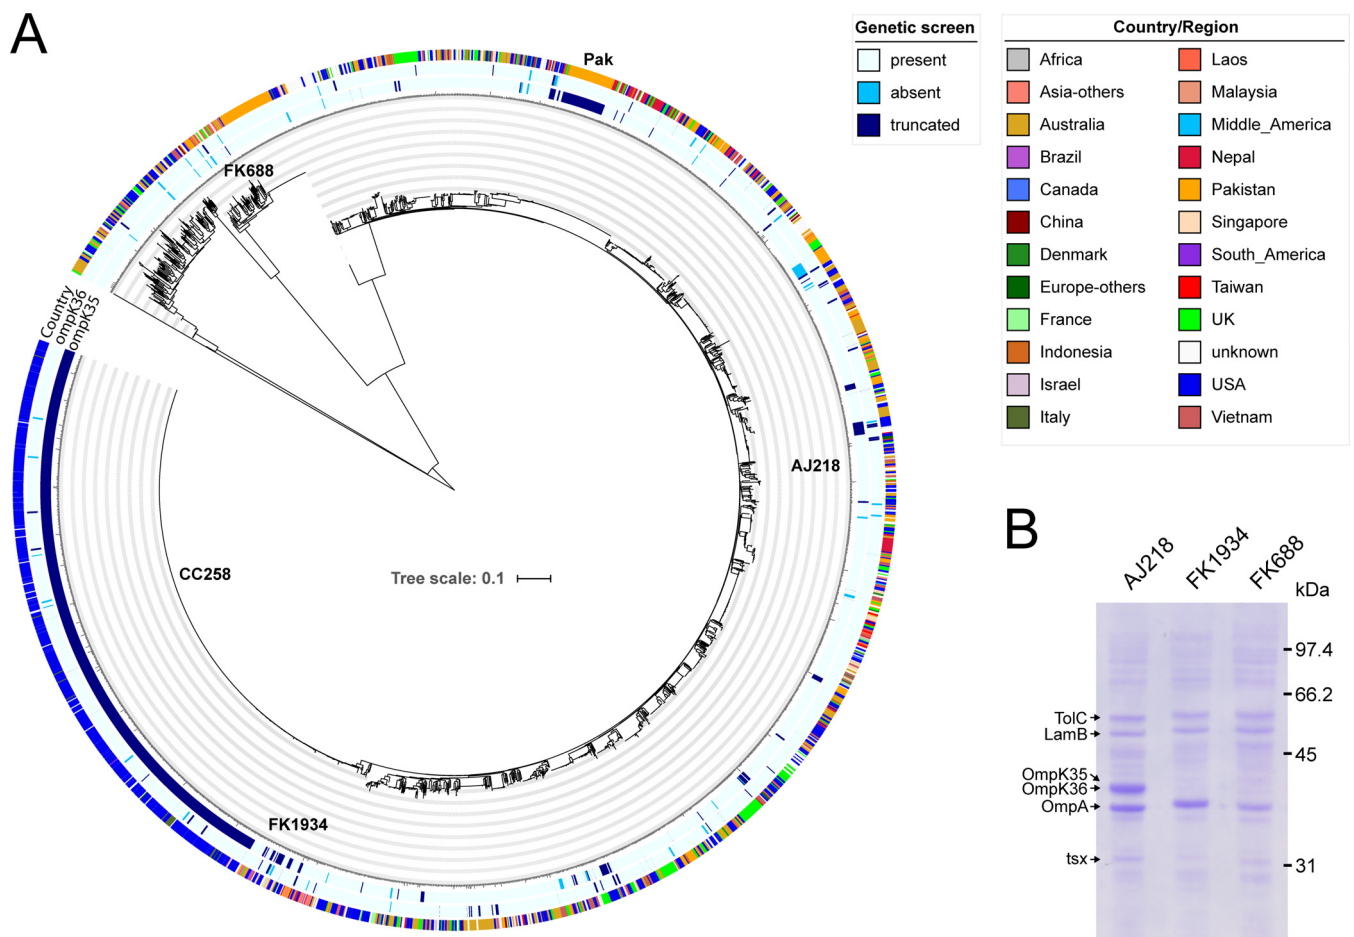 A
Pak
FK688
Country
ompK36
ompK35
AJ218
CC258
Tree scale: 0.1
FK1934
Genetic screen
present
absent
truncated
Country/Region
Africa
Asia-others
Australia
Brazil
Canada
China
Denmark
Europe-others
France
Indonesia
Israel
Italy
Laos
Malaysia
Middle_America
Nepal
Pakistan
Singapore
South_America
Taiwan
UK
unknown
USA
Vietnam
B
AJ218
FK1934
FK688
kDa
97.4
66.2
45
31
TolC
LamB
OmpK35
OmpK36
OmpA
tsx